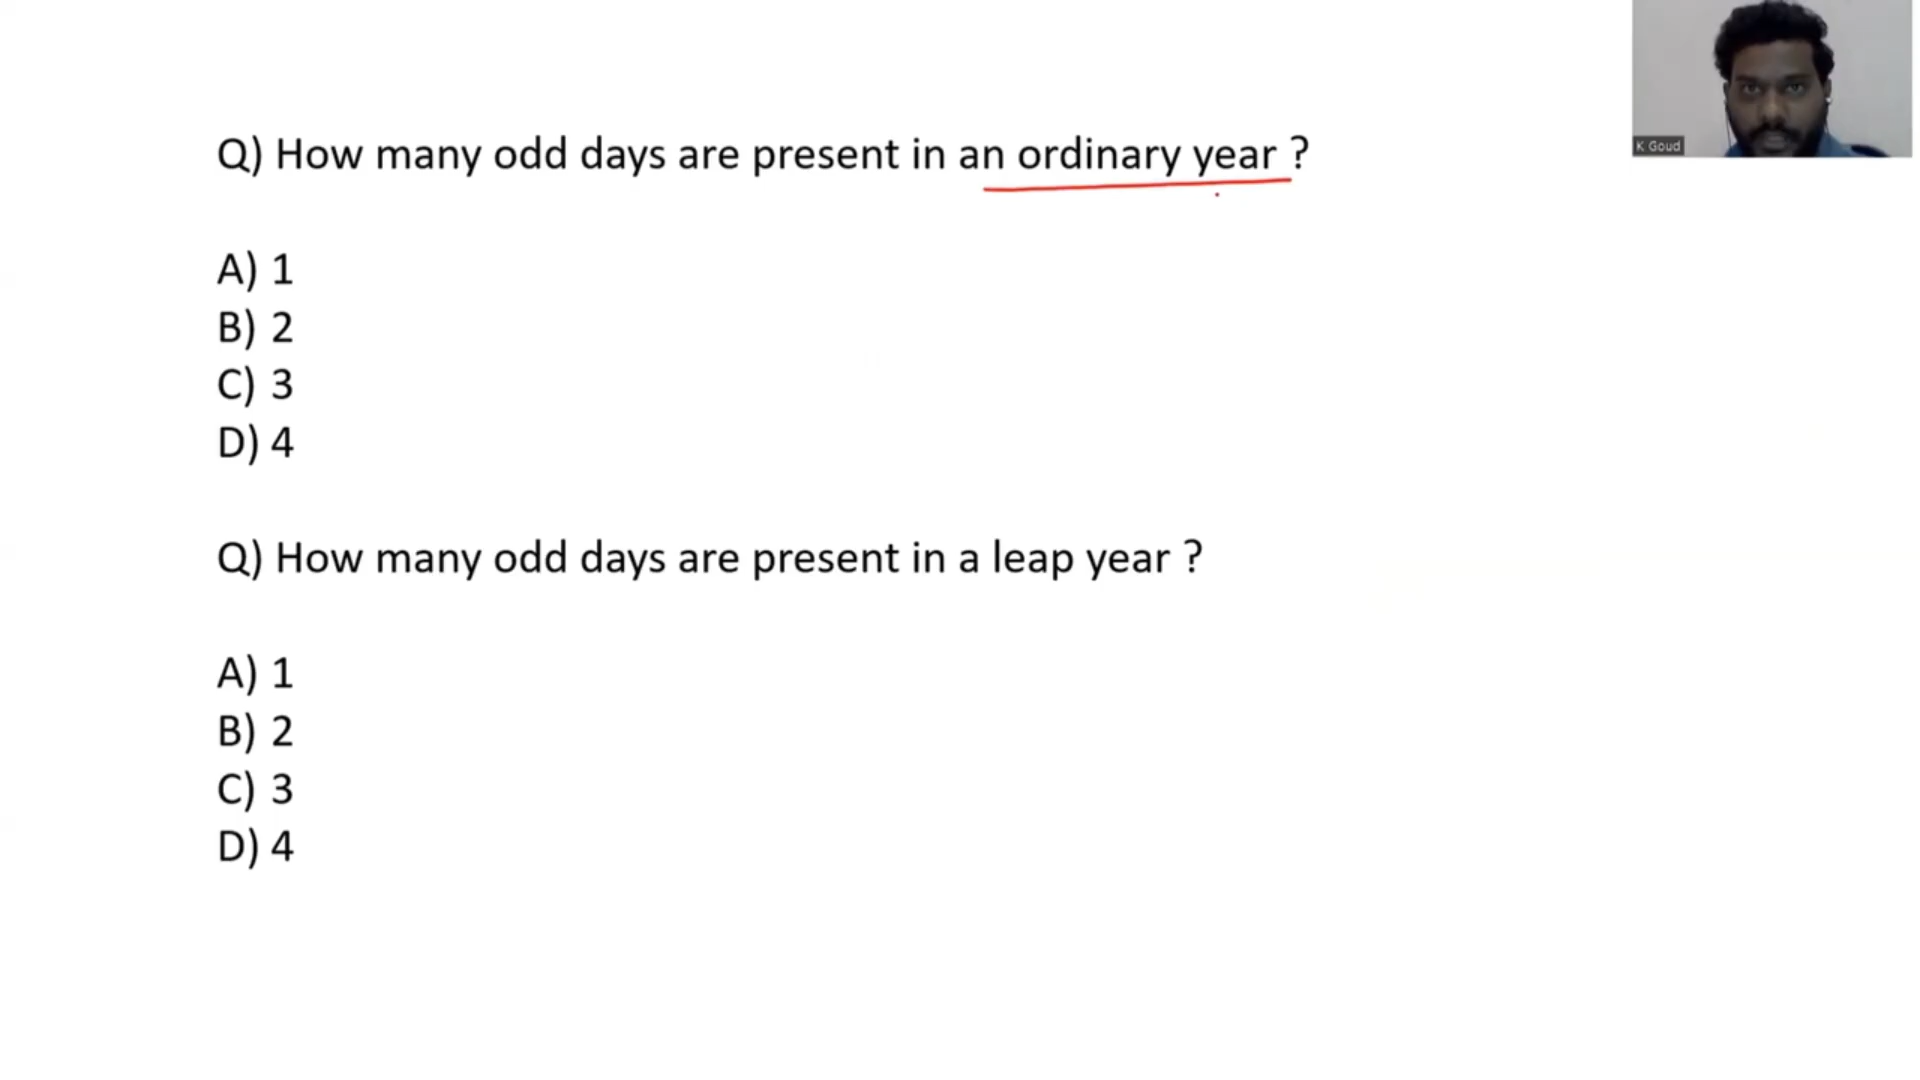 K Goud
Q) How many odd days are present in an ordinary year ?
A) 1
B) 2
C) 3
D) 4
Q) How many odd days are present in a leap year ?
A) 1
B) 2
C) 3
D) 4